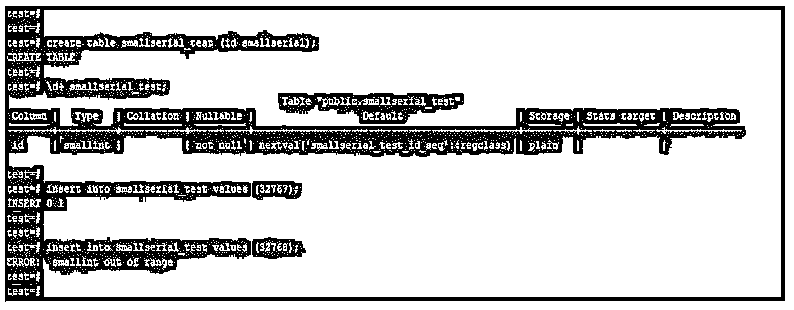 test=#
test=#
test=# create table smallserial_test (id smallserial);
CREATE TABLE
test=#
test=# \d+ smallserial_test;
Table "public.smallserial_test"
Column | Type | Collation | Nullable | Default | Storage | Stats target | Description
id | smallint | | not null | nextval('smallserial_test_id_seq'::regclass) | plain | |
test=#
test=# insert into smallserial_test values (32767);
INSERT 0 1
test=#
test=#
test=# insert into smallserial_test values (32768);
ERROR: smallint out of range
test=#
test=#